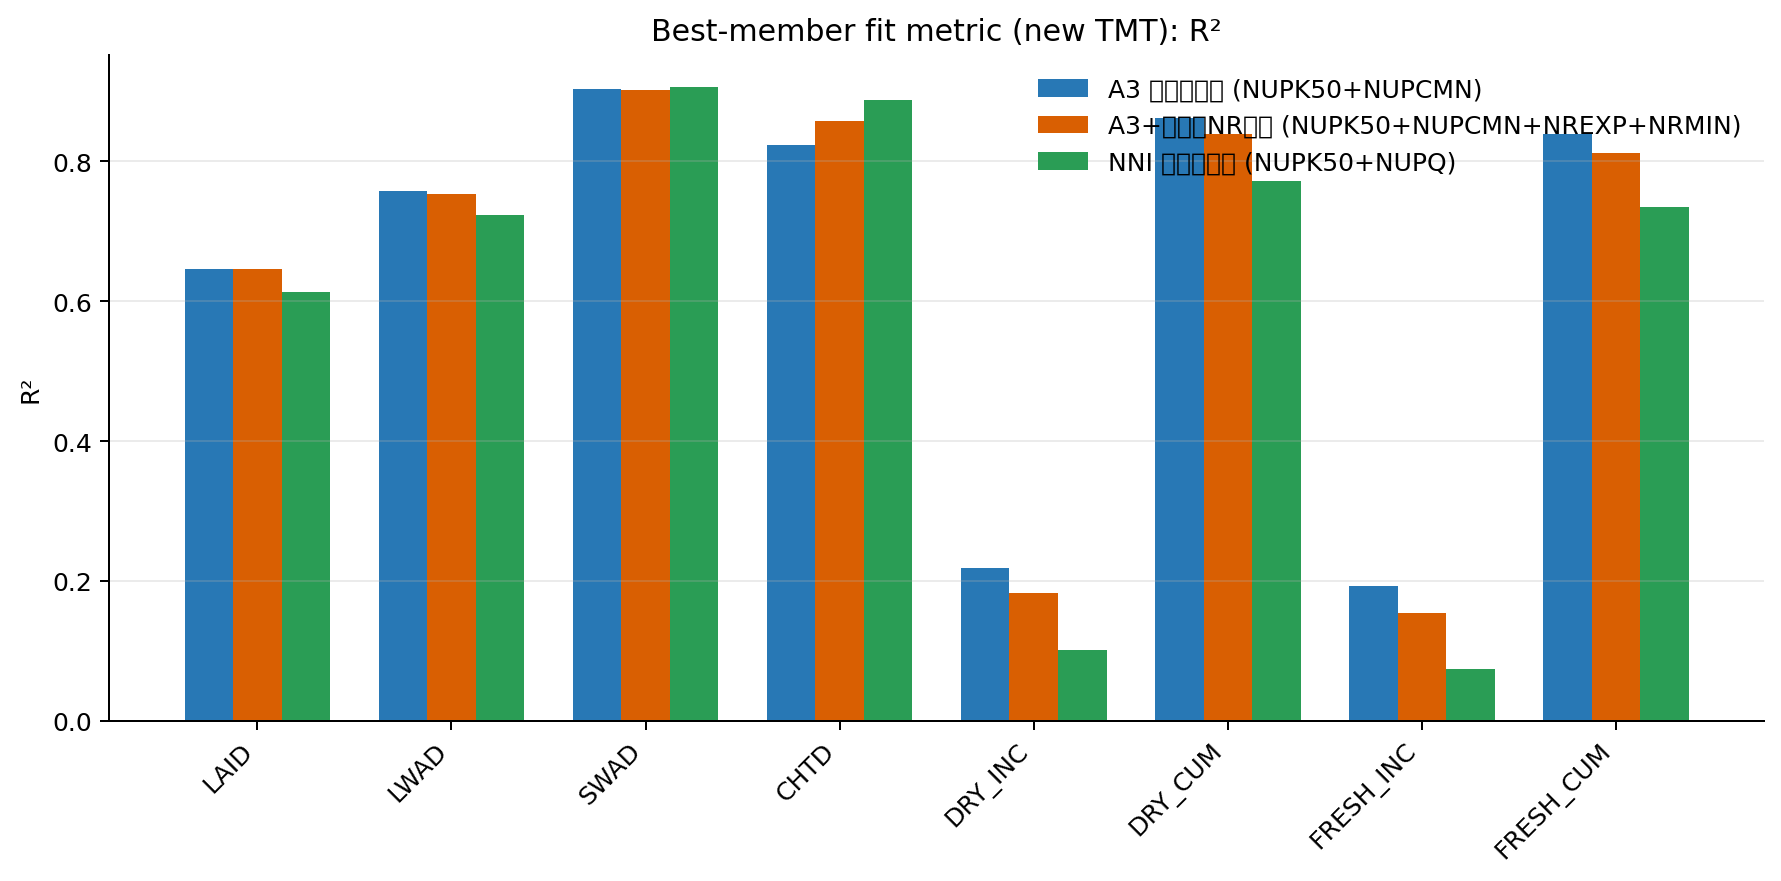 Best-member fit metric (new TMT): R²
A3 (NUPK50+NUPCMN)
A3+ NR (NUPK50+NUPCMN+NREXP+NRMIN)
NNI (NUPK50+NUPQ)
R²
0.8
0.6
0.4
0.2
0.0
LAID
LWAD
SWAD
CHTD
DRY_INC
DRY_CUM
FRESH_INC
FRESH_CUM